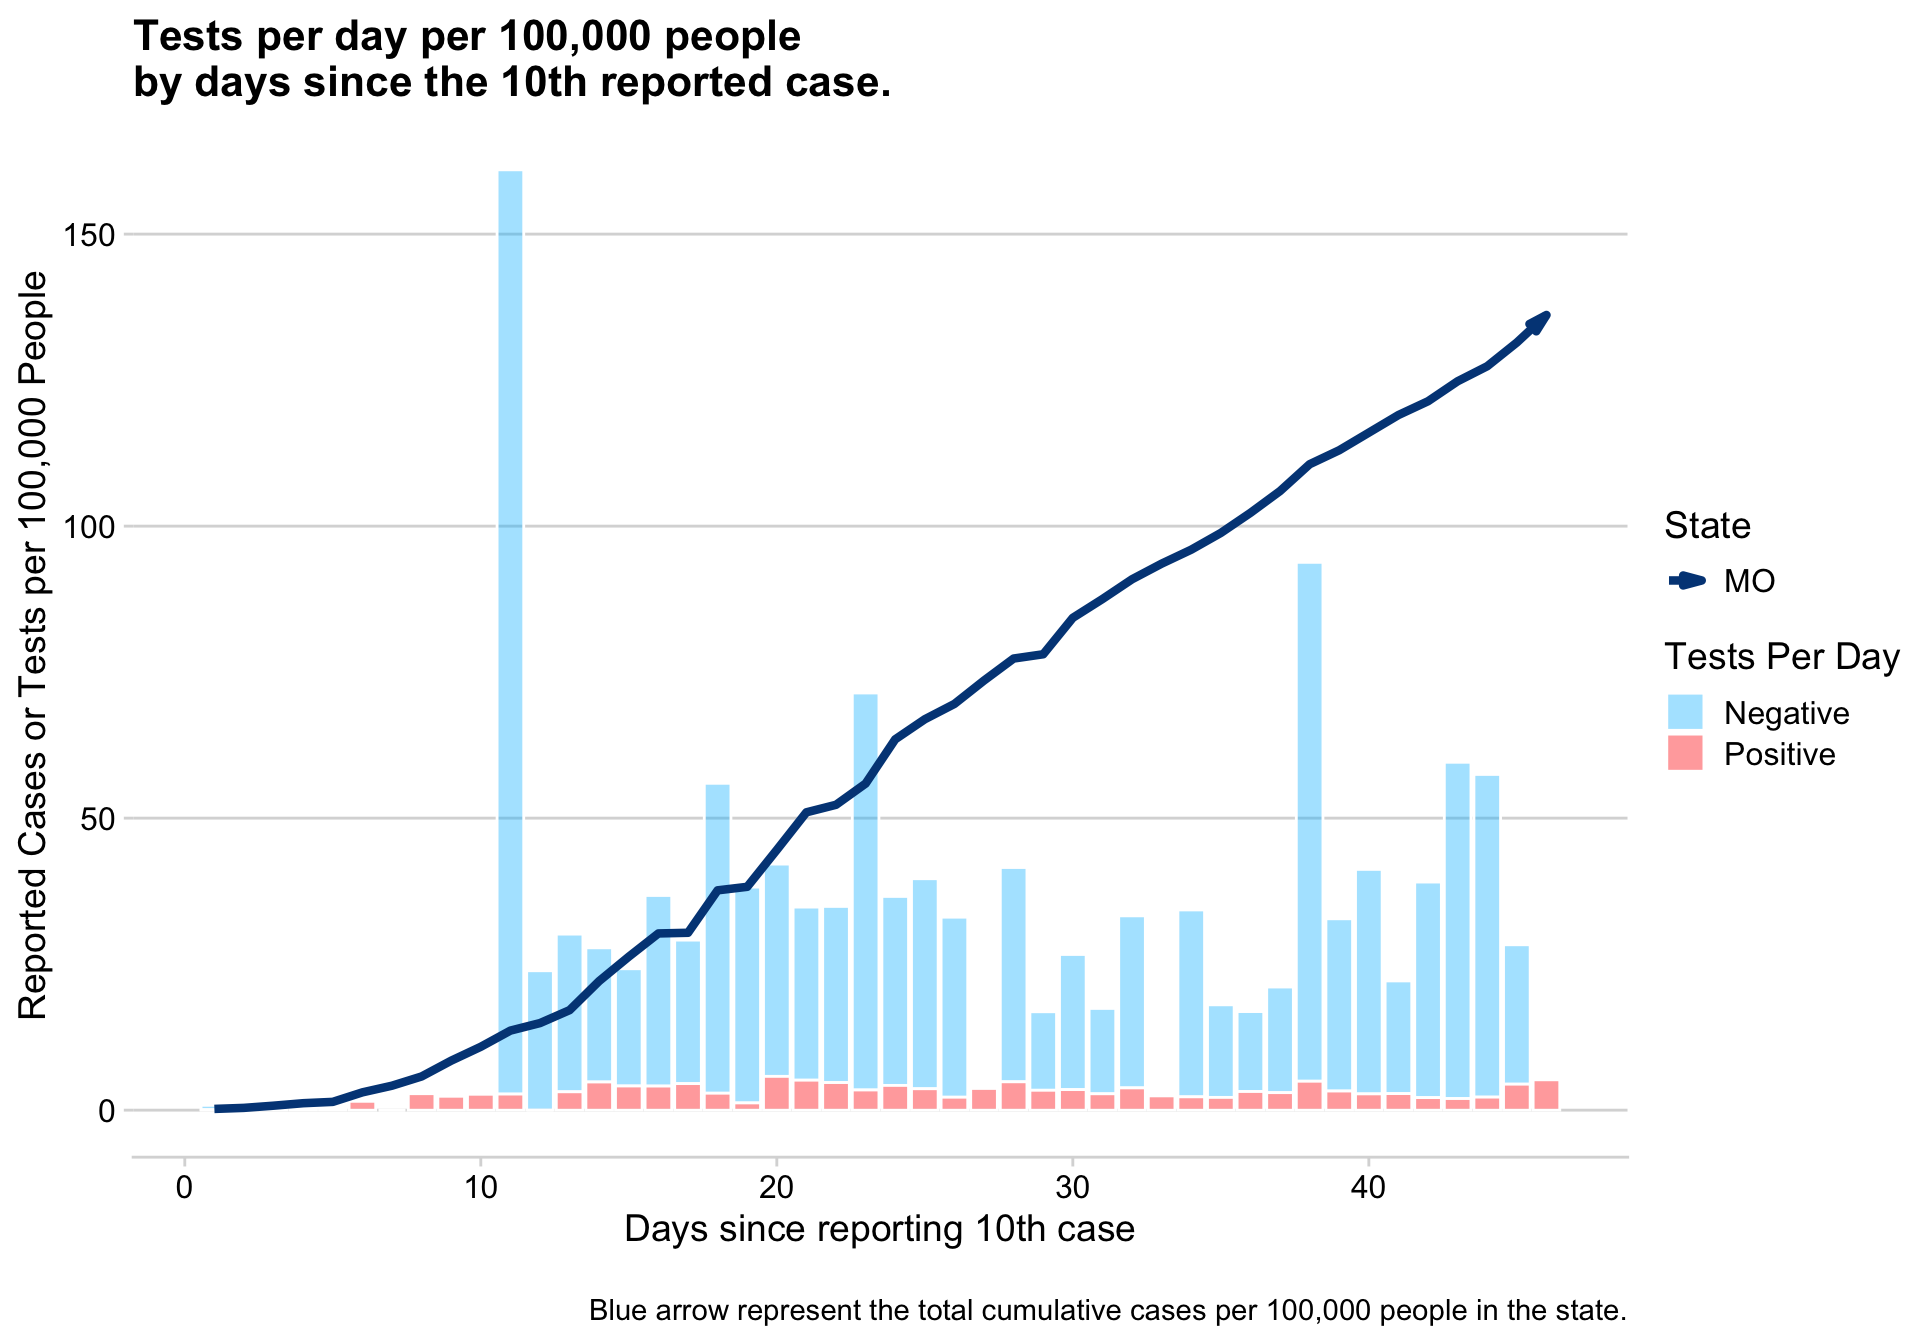 Tests per day per 100,000 people
by days since the 10th reported case.
Reported Cases or Tests per 100,000 People
150
100
50
0
0 10 20 30 40
Days since reporting 10th case
State
MO
Tests Per Day
Negative
Positive
Blue arrow represent the total cumulative cases per 100,000 people in the state.